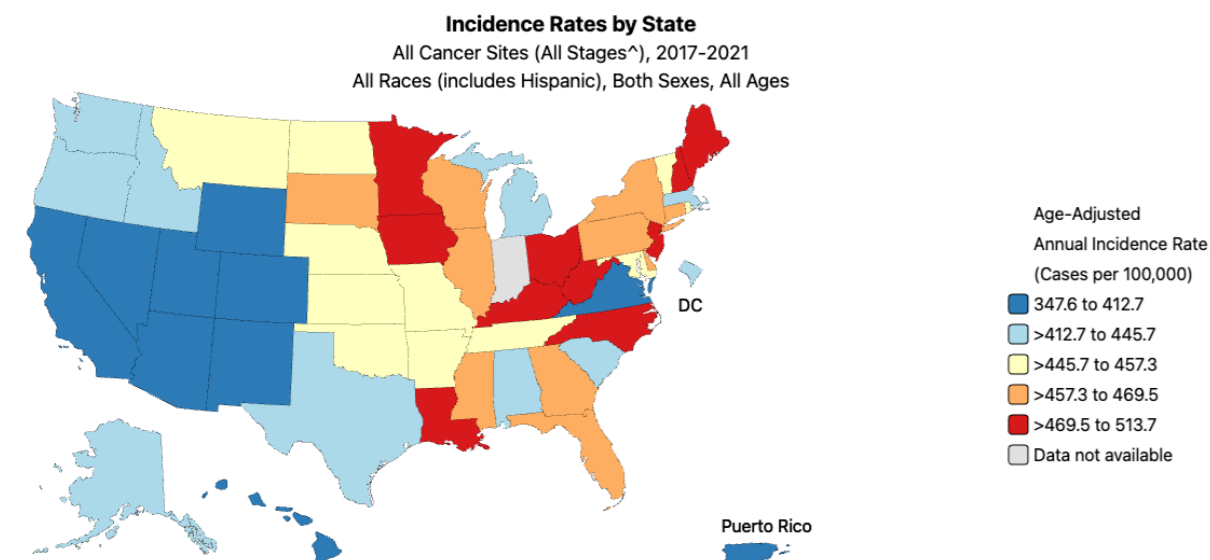 Incidence Rates by State
All Cancer Sites (All Stages^), 2017-2021
All Races (includes Hispanic), Both Sexes, All Ages
Age-Adjusted
Annual Incidence Rate
(Cases per 100,000)
347.6 to 412.7
>412.7 to 445.7
>445.7 to 457.3
>457.3 to 469.5
>469.5 to 513.7
Data not available
DC
Puerto Rico